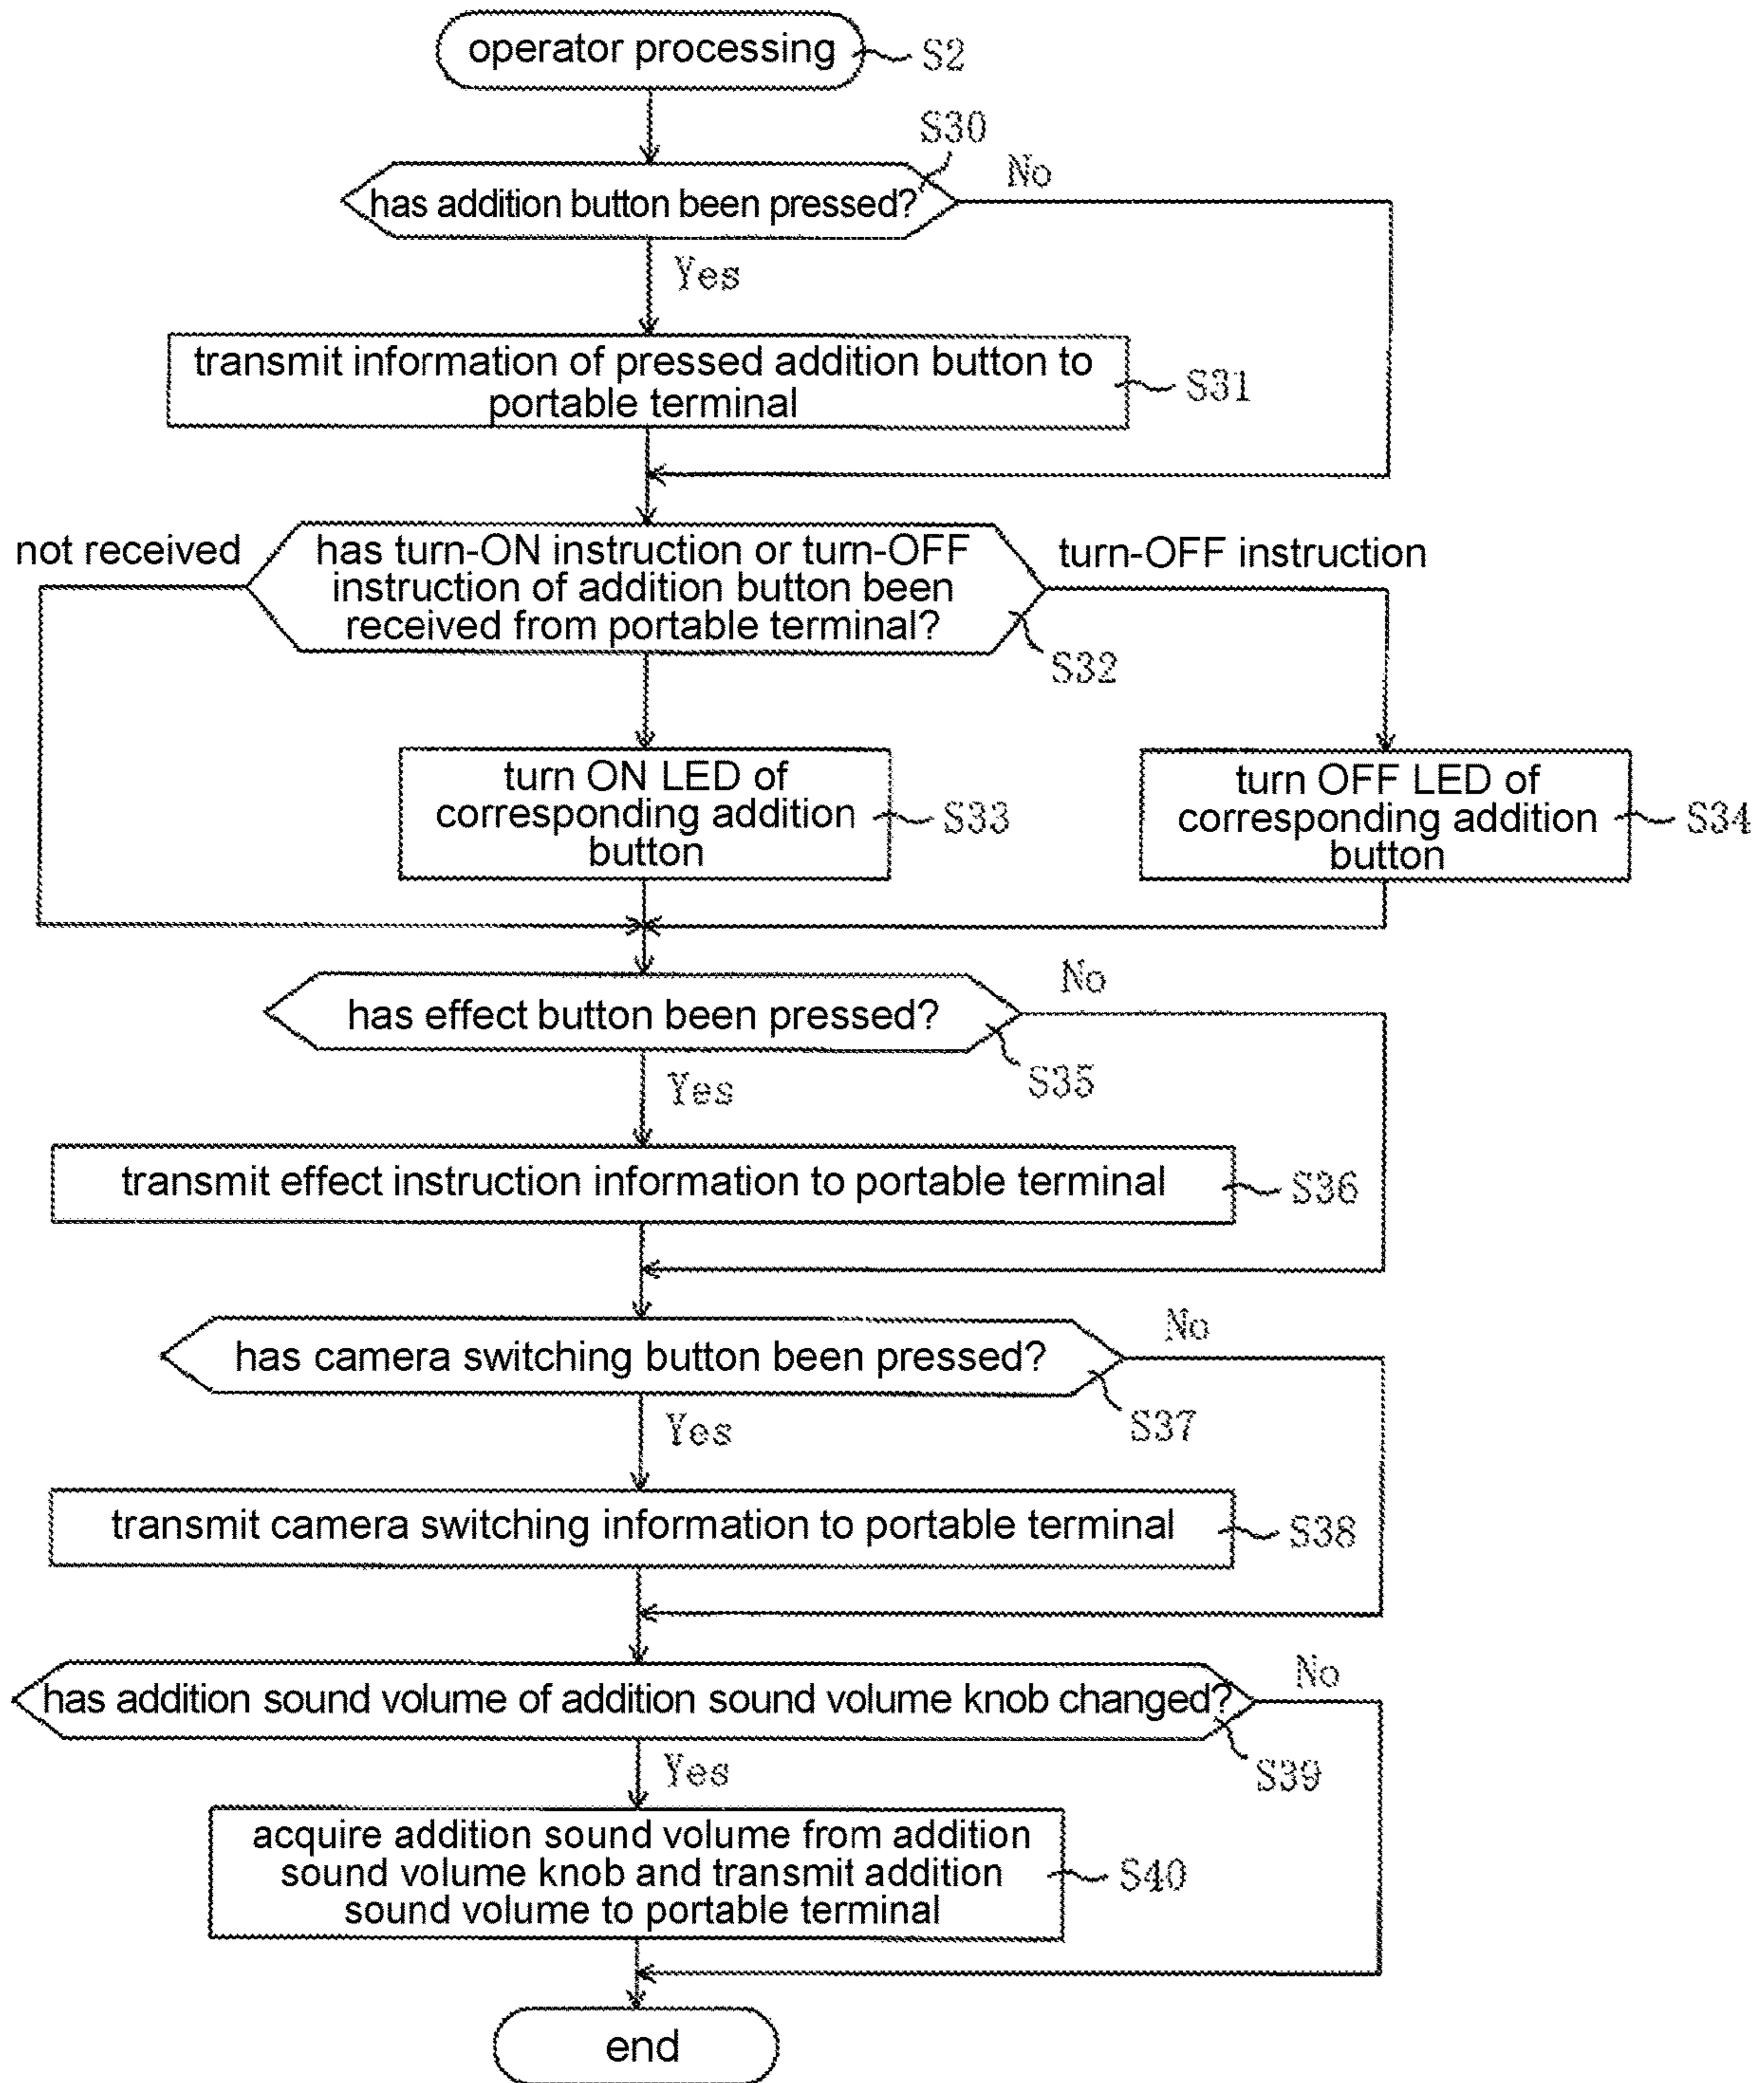 operator processing
S2
S30
No
has addition button been pressed?
Yes
transmit information of pressed addition button to
portable terminal
S31
not received
has turn-ON instruction or turn-OFF
instruction of addition button been
received from portable terminal?
turn-OFF instruction
S32
turn ON LED of
corresponding addition
button
S33
turn OFF LED of
corresponding addition
button
S34
has effect button been pressed?
No
S35
Yes
transmit effect instruction information to portable terminal
S36
has camera switching button been pressed?
No
S37
Yes
transmit camera switching information to portable terminal
S38
has addition sound volume of addition sound volume knob changed?
No
S39
Yes
acquire addition sound volume from addition
sound volume knob and transmit addition
sound volume to portable terminal
S40
end